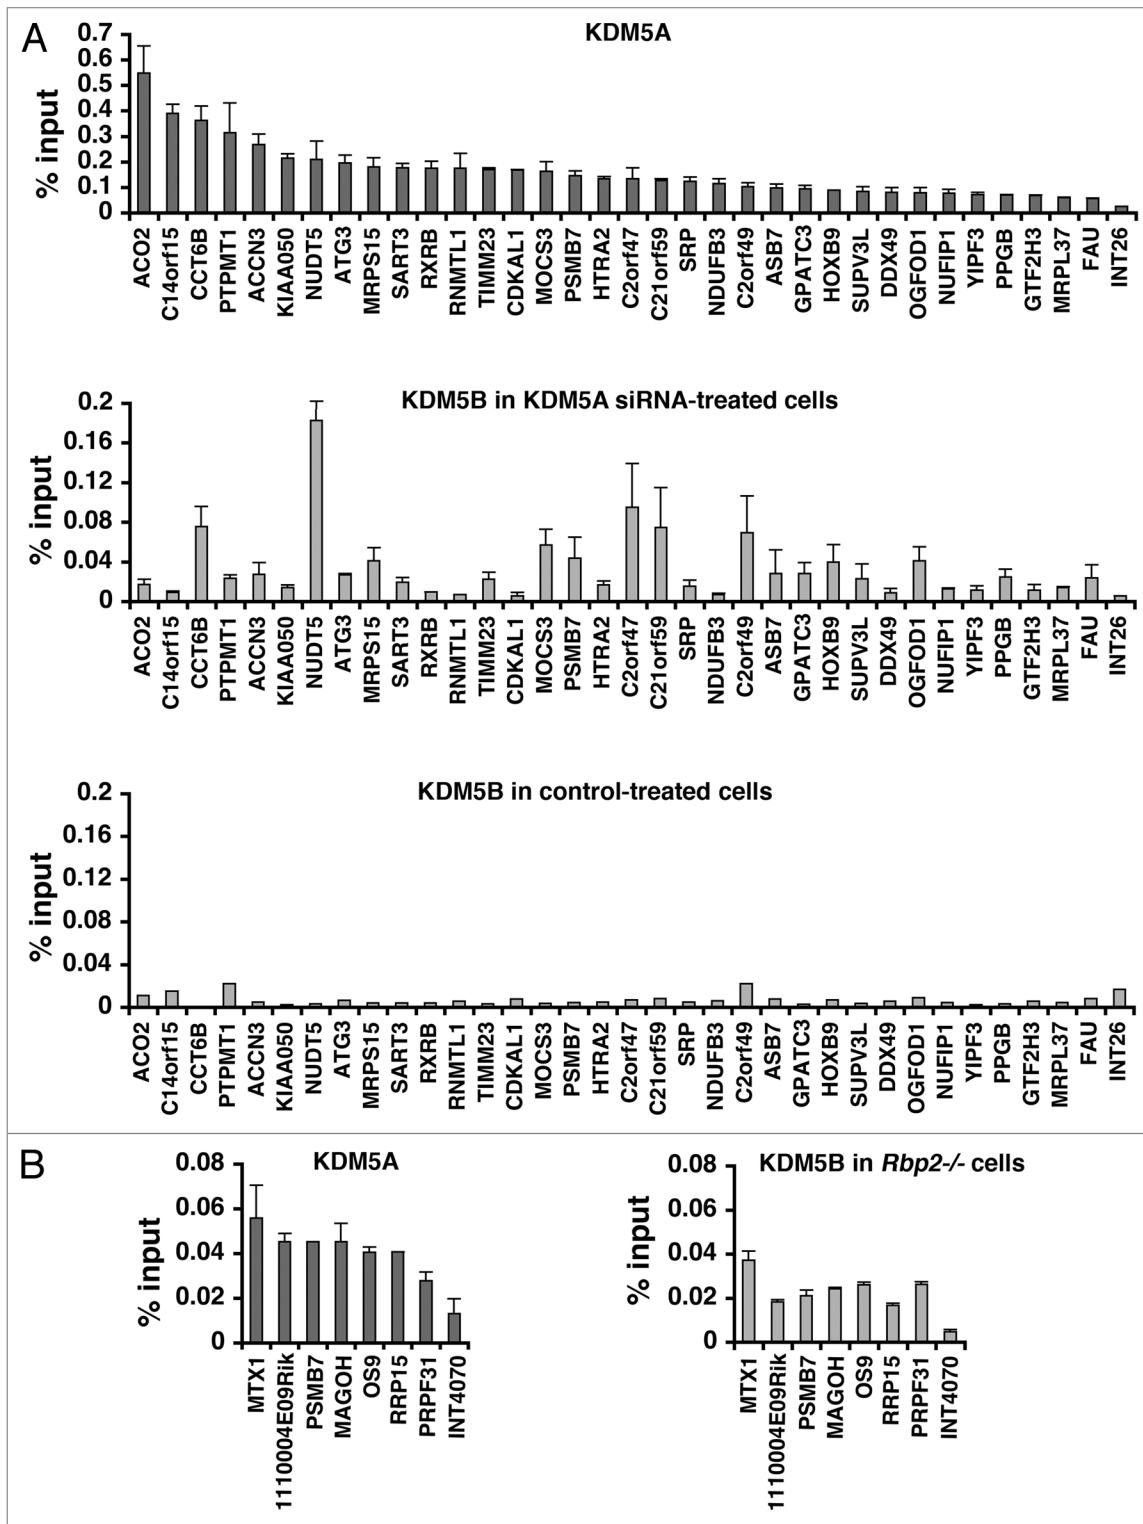 A
KDM5A
% input
0.7
0.6
0.5
0.4
0.3
0.2
0.1
0
ACO2
C14orf15
CCT6B
PTPMT1
ACCN3
KIAA050
NUDT5
ATG3
MRPS15
SART3
RXRB
RNMTL1
TIMM23
CDKAL1
MOCS3
PSMB7
HTRA2
C2orf47
C21orf59
SRP
NDUFB3
C2orf49
ASB7
GPATC3
HOXB9
SUPV3L
DDX49
OGFOD1
NUFIP1
YIPF3
PPGB
GTF2H3
MRPL37
FAU
INT26
KDM5B in KDM5A siRNA-treated cells
% input
0.2
0.16
0.12
0.08
0.04
0
ACO2
C14orf15
CCT6B
PTPMT1
ACCN3
KIAA050
NUDT5
ATG3
MRPS15
SART3
RXRB
RNMTL1
TIMM23
CDKAL1
MOCS3
PSMB7
HTRA2
C2orf47
C21orf59
SRP
NDUFB3
C2orf49
ASB7
GPATC3
HOXB9
SUPV3L
DDX49
OGFOD1
NUFIP1
YIPF3
PPGB
GTF2H3
MRPL37
FAU
INT26
KDM5B in control-treated cells
% input
0.2
0.16
0.12
0.08
0.04
0
ACO2
C14orf15
CCT6B
PTPMT1
ACCN3
KIAA050
NUDT5
ATG3
MRPS15
SART3
RXRB
RNMTL1
TIMM23
CDKAL1
MOCS3
PSMB7
HTRA2
C2orf47
C21orf59
SRP
NDUFB3
C2orf49
ASB7
GPATC3
HOXB9
SUPV3L
DDX49
OGFOD1
NUFIP1
YIPF3
PPGB
GTF2H3
MRPL37
FAU
INT26
B
KDM5A
% input
0.08
0.06
0.04
0.02
0
MTX1
1110004E09Rik
PSMB7
MAGOH
OS9
RRP15
PRPF31
INT4070
KDM5B in Rbp2-/- cells
% input
0.08
0.06
0.04
0.02
0
MTX1
1110004E09Rik
PSMB7
MAGOH
OS9
RRP15
PRPF31
INT4070